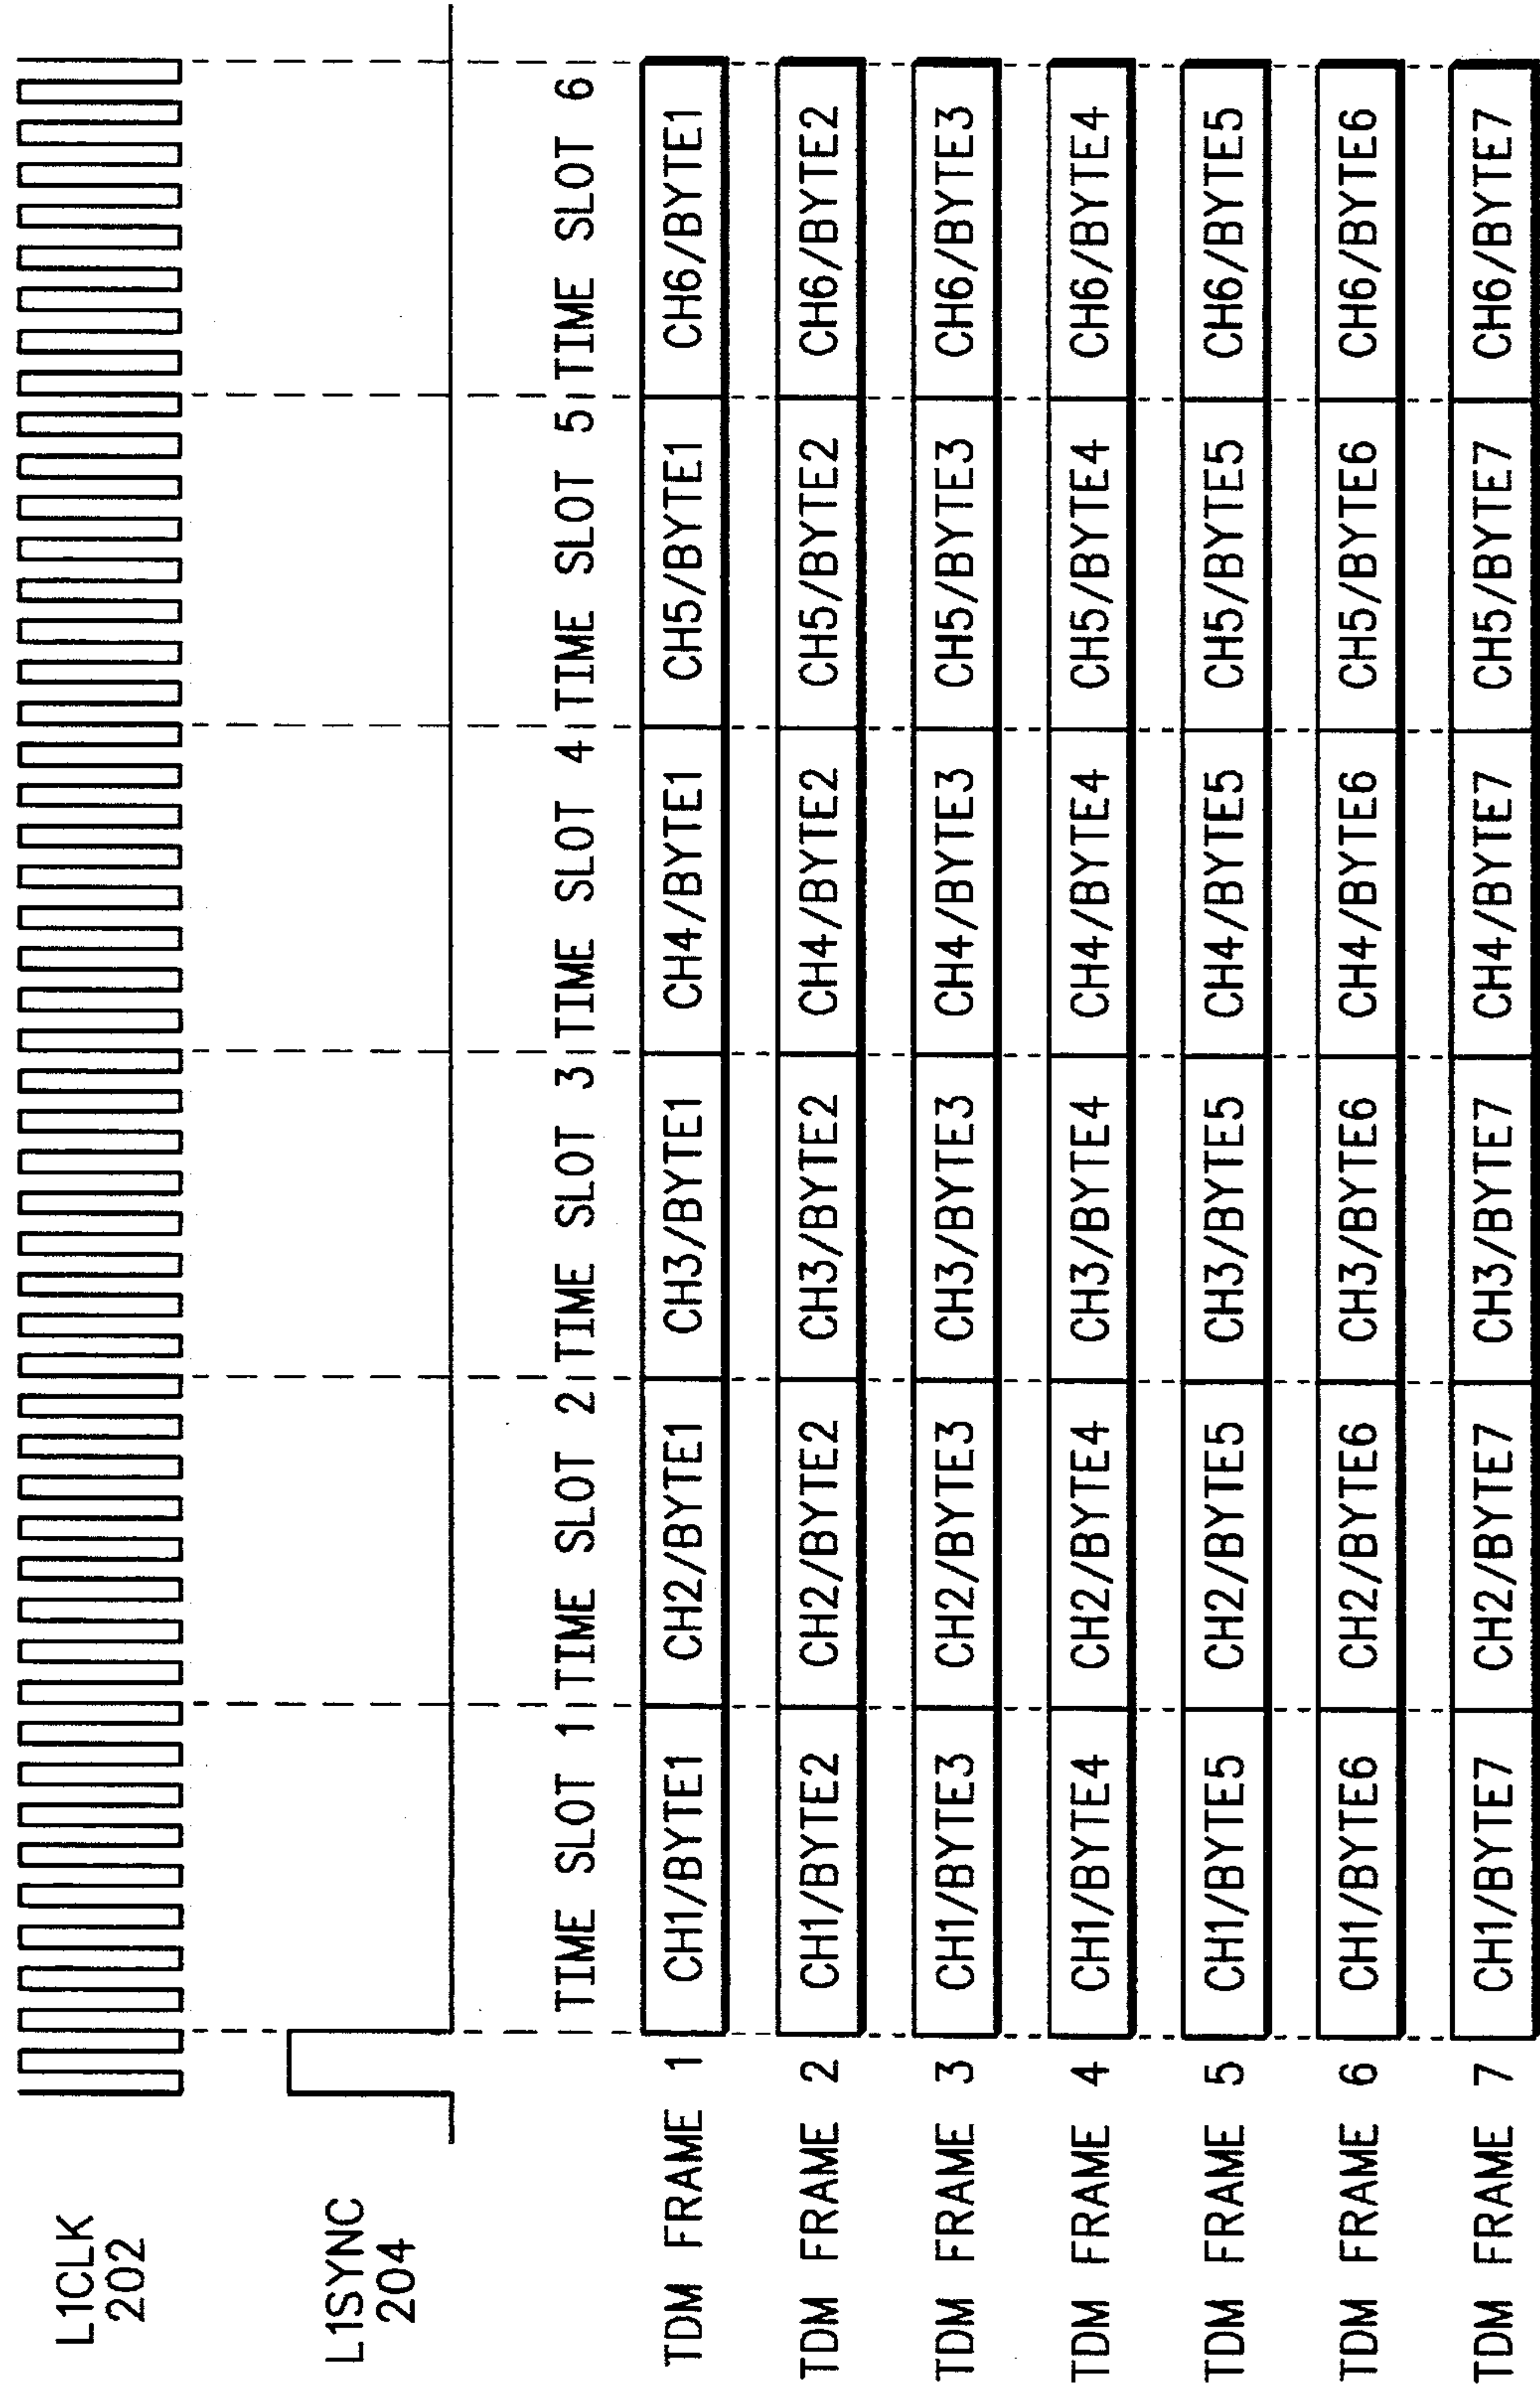 L1CLK
202
L1SYNC
204
TIME SLOT 1 TIME SLOT 2 TIME SLOT 3 TIME SLOT 4 TIME SLOT 5 TIME SLOT 6
TDM FRAME 1 CH1/BYTE1 CH2/BYTE1 CH3/BYTE1 CH4/BYTE1 CH5/BYTE1 CH6/BYTE1
TDM FRAME 2 CH1/BYTE2 CH2/BYTE2 CH3/BYTE2 CH4/BYTE2 CH5/BYTE2 CH6/BYTE2
TDM FRAME 3 CH1/BYTE3 CH2/BYTE3 CH3/BYTE3 CH4/BYTE3 CH5/BYTE3 CH6/BYTE3
TDM FRAME 4 CH1/BYTE4 CH2/BYTE4 CH3/BYTE4 CH4/BYTE4 CH5/BYTE4 CH6/BYTE4
TDM FRAME 5 CH1/BYTE5 CH2/BYTE5 CH3/BYTE5 CH4/BYTE5 CH5/BYTE5 CH6/BYTE5
TDM FRAME 6 CH1/BYTE6 CH2/BYTE6 CH3/BYTE6 CH4/BYTE6 CH5/BYTE6 CH6/BYTE6
TDM FRAME 7 CH1/BYTE7 CH2/BYTE7 CH3/BYTE7 CH4/BYTE7 CH5/BYTE7 CH6/BYTE7